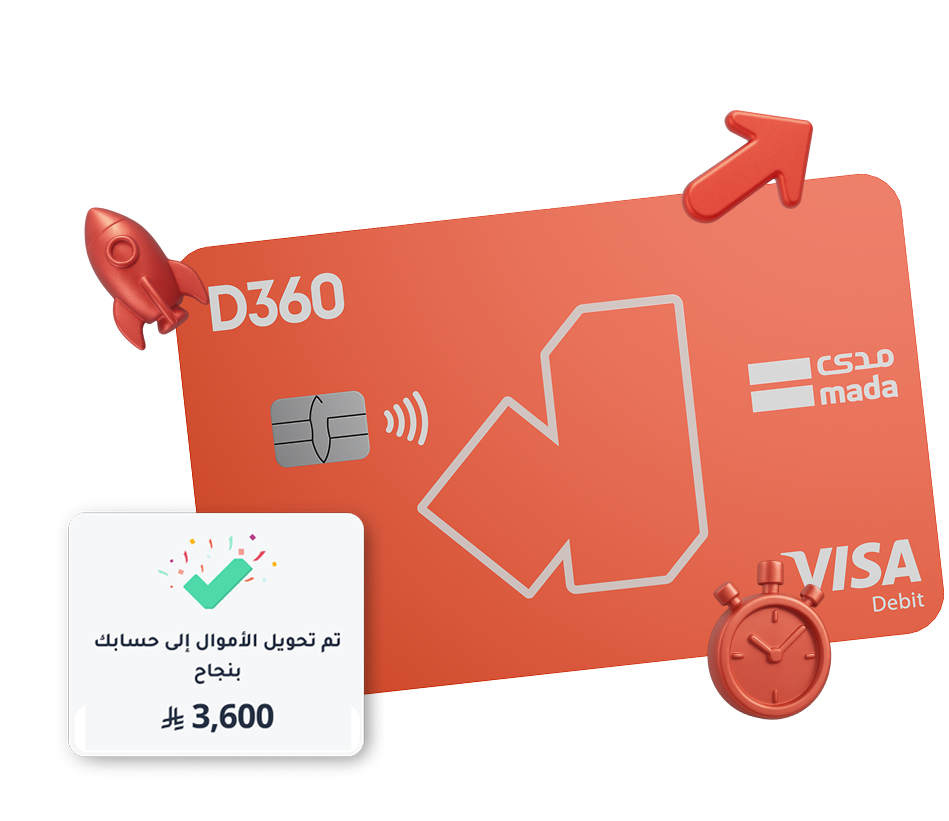 D360
مدى
mada
VISA
Debit
تم تحويل الأموال إلى حسابك
بنجاح
3,600 ⃁